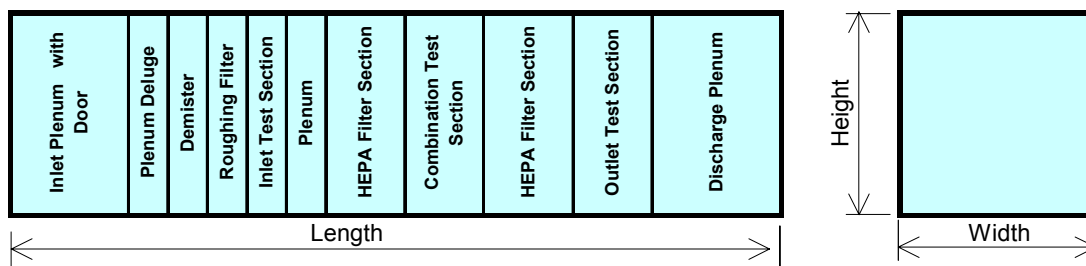 Inlet Plenum with
Door
Plenum Deluge
Demister
Roughing Filter
Inlet Test Section
Plenum
HEPA Filter Section
Combination Test
Section
HEPA Filter Section
Outlet Test Section
Discharge Plenum
Height
Length
Width